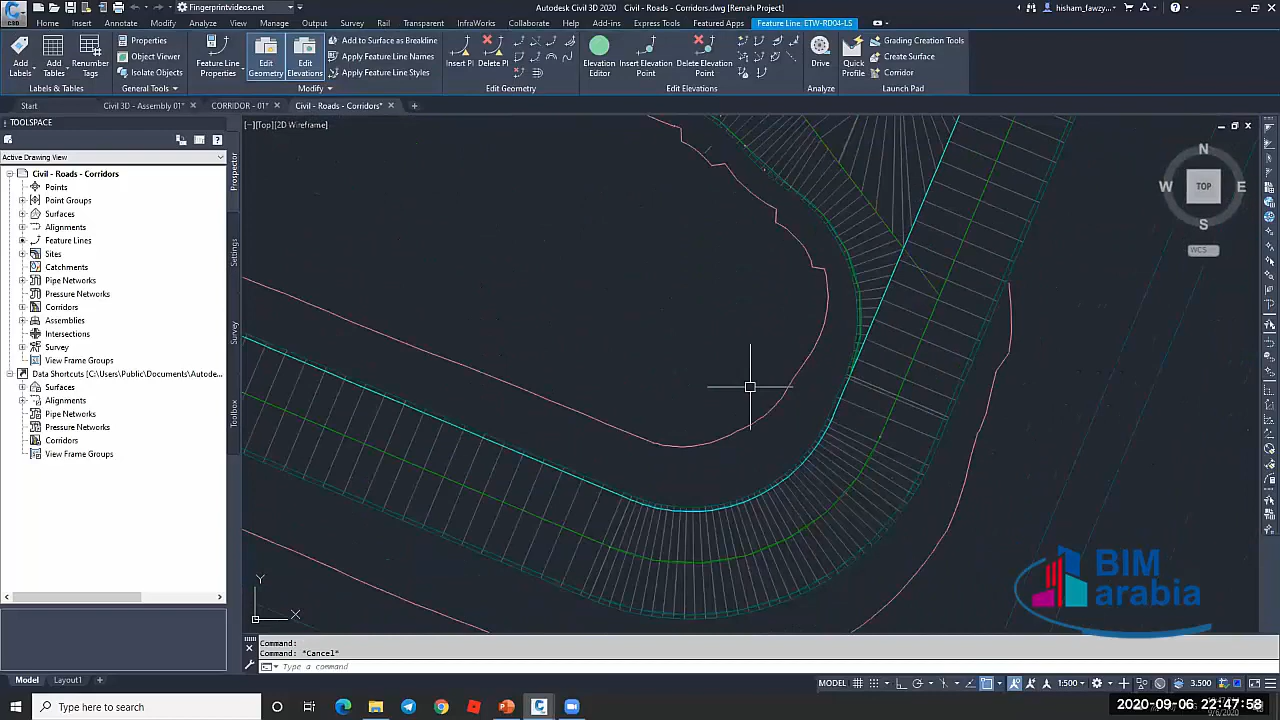 CIVIL
Fingerprintvideos.net
Autodesk Civil 3D 2020
Civil - Roads - Corridors.dwg [Remah Project]
hisham_fawzy...
Home Insert Annotate Modify Analyze View Manage Output Survey Rail Transparent InfraWorks Collaborate Help Add-ins Express Tools Featured Apps Feature Line: ETW-RD04-LS
Add Labels
Add Tables
Renumber Tags
Properties
Object Viewer
Isolate Objects
Feature Line Properties
Edit Geometry
Edit Elevations
Add to Surface as Breakline
Apply Feature Line Names
Apply Feature Line Styles
Insert PI
Delete PI
Elevation Editor
Insert Elevation Point
Delete Elevation Point
Drive
Quick Profile
Grading Creation Tools
Create Surface
Corridor
Labels & Tables General Tools Modify Edit Geometry Edit Elevations Analyze Launch Pad
Start Civil 3D - Assembly 01* CORRIDOR - 01* Civil - Roads - Corridors*
TOOLSPACE
[−][Top][2D Wireframe]
Active Drawing View
Civil - Roads - Corridors
Points
Point Groups
Surfaces
Alignments
Feature Lines
Sites
Catchments
Pipe Networks
Pressure Networks
Corridors
Assemblies
Intersections
Survey
View Frame Groups
Data Shortcuts [C:\Users\Public\Documents\Autode...
Surfaces
Alignments
Pipe Networks
Pressure Networks
Corridors
View Frame Groups
Prospector
Settings
Survey
Toolbox
N
W TOP E
S
WCS
Y
X
BIM
arabia
Command:
Command: *Cancel*
Type a command
Model Layout1
MODEL 1:500 3.500
Type here to search
2020-09-06 22:47:58